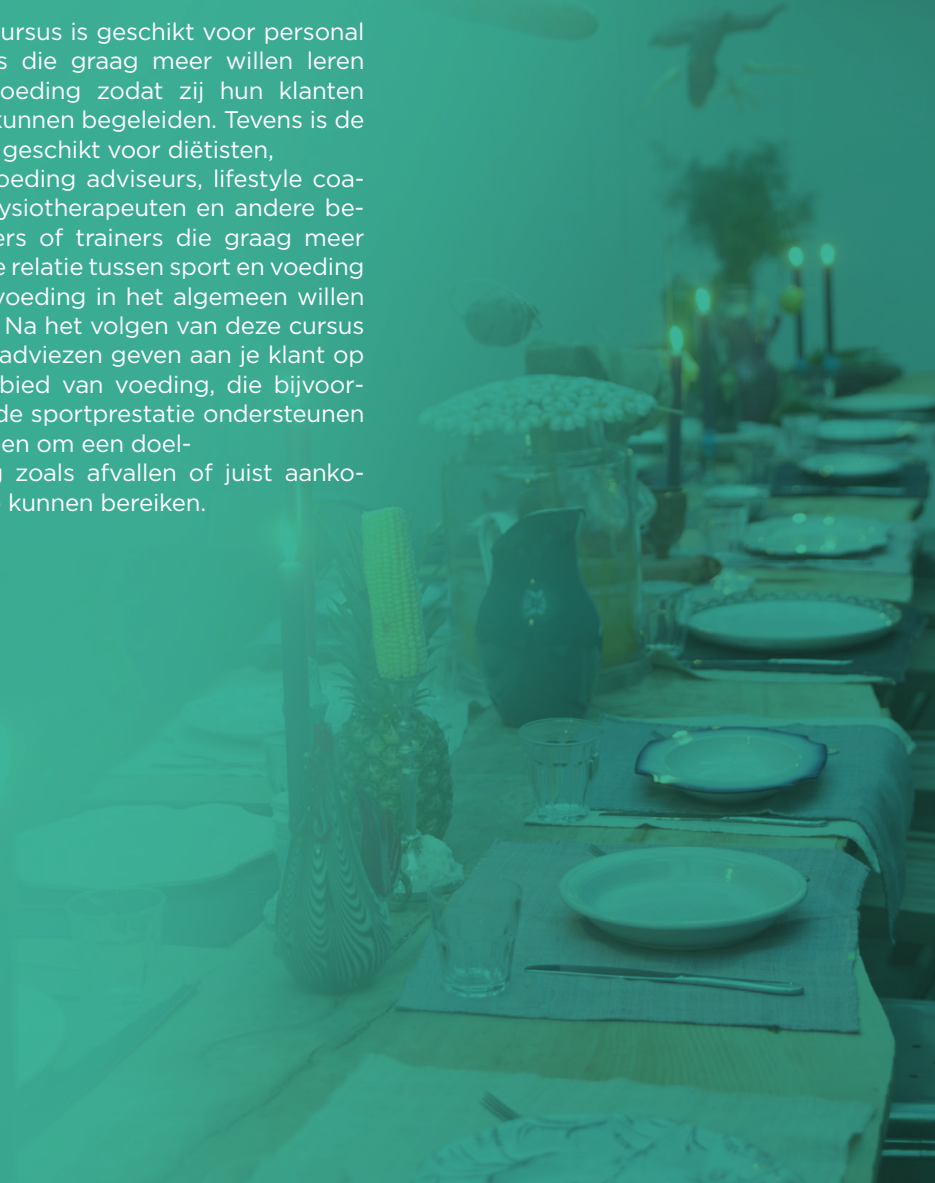 ursus is geschikt voor personal
s die graag meer willen leren
oeding zodat zij hun klanten
kunnen begeleiden. Tevens is de
geschikt voor diëtisten,
oeding adviseurs, lifestyle coa-
ysiotherapeuten en andere be-
ers of trainers die graag meer
e relatie tussen sport en voeding
voeding in het algemeen willen
Na het volgen van deze cursus
adviezen geven aan je klant op
bied van voeding, die bijvoor-
de sportprestatie ondersteunen
en om een doel-
g zoals afvallen of juist aanko-
kunnen bereiken.